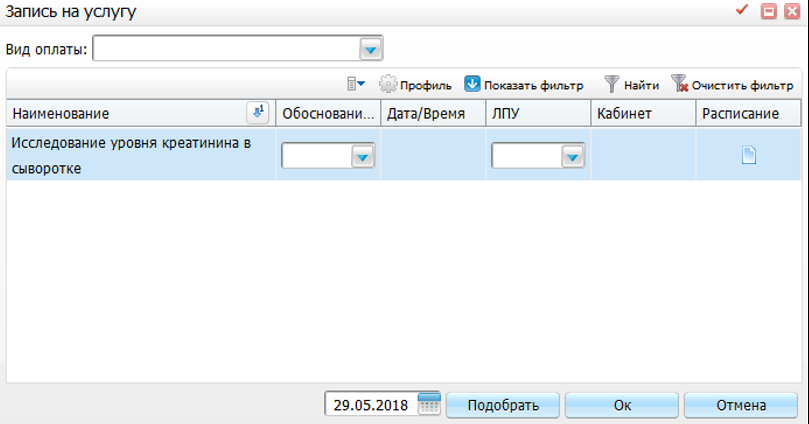 Запись на услугу
Вид оплаты:
Профиль Показать фильтр Найти Очистить фильтр
Наименование Обосновани... Дата/Время ЛПУ Кабинет Расписание
Исследование уровня креатинина в
сыворотке
29.05.2018 Подобрать Ок Отмена